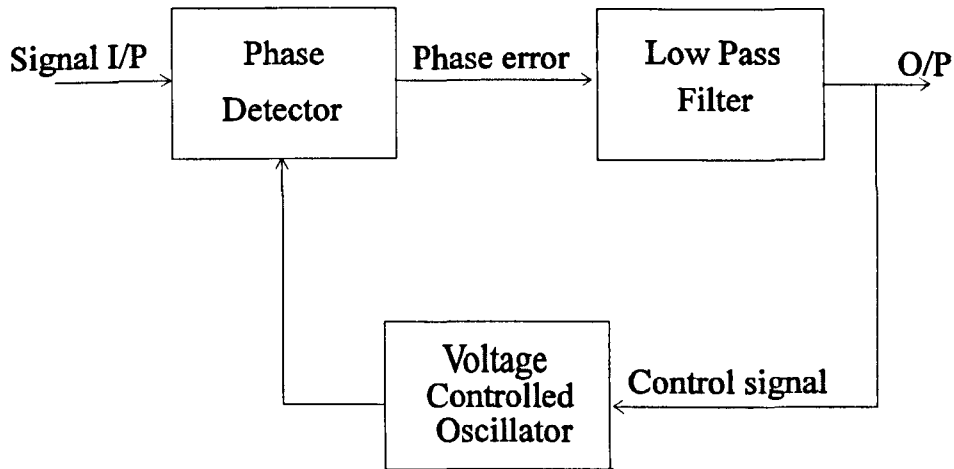 Signal I/P
Phase
Detector
Phase error
Low Pass
Filter
O/P
Voltage
Controlled
Oscillator
Control signal